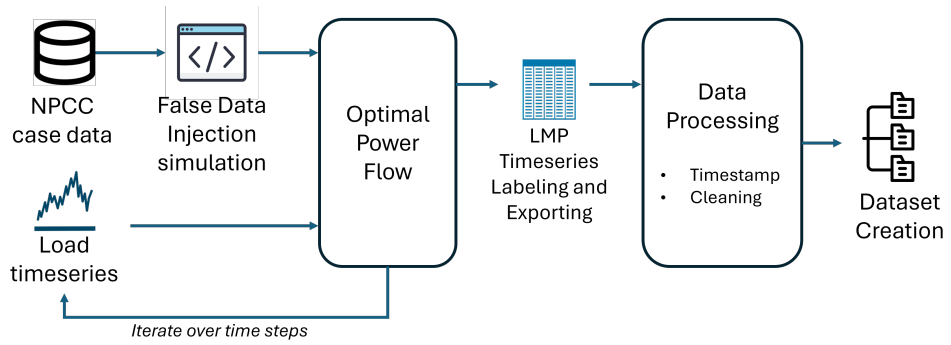 NPCC
case data
False Data
Injection
simulation
Load
timeseries
Iterate over time steps
Optimal
Power
Flow
LMP
Timeseries
Labeling and
Exporting
Data
Processing
• Timestamp
• Cleaning
Dataset
Creation